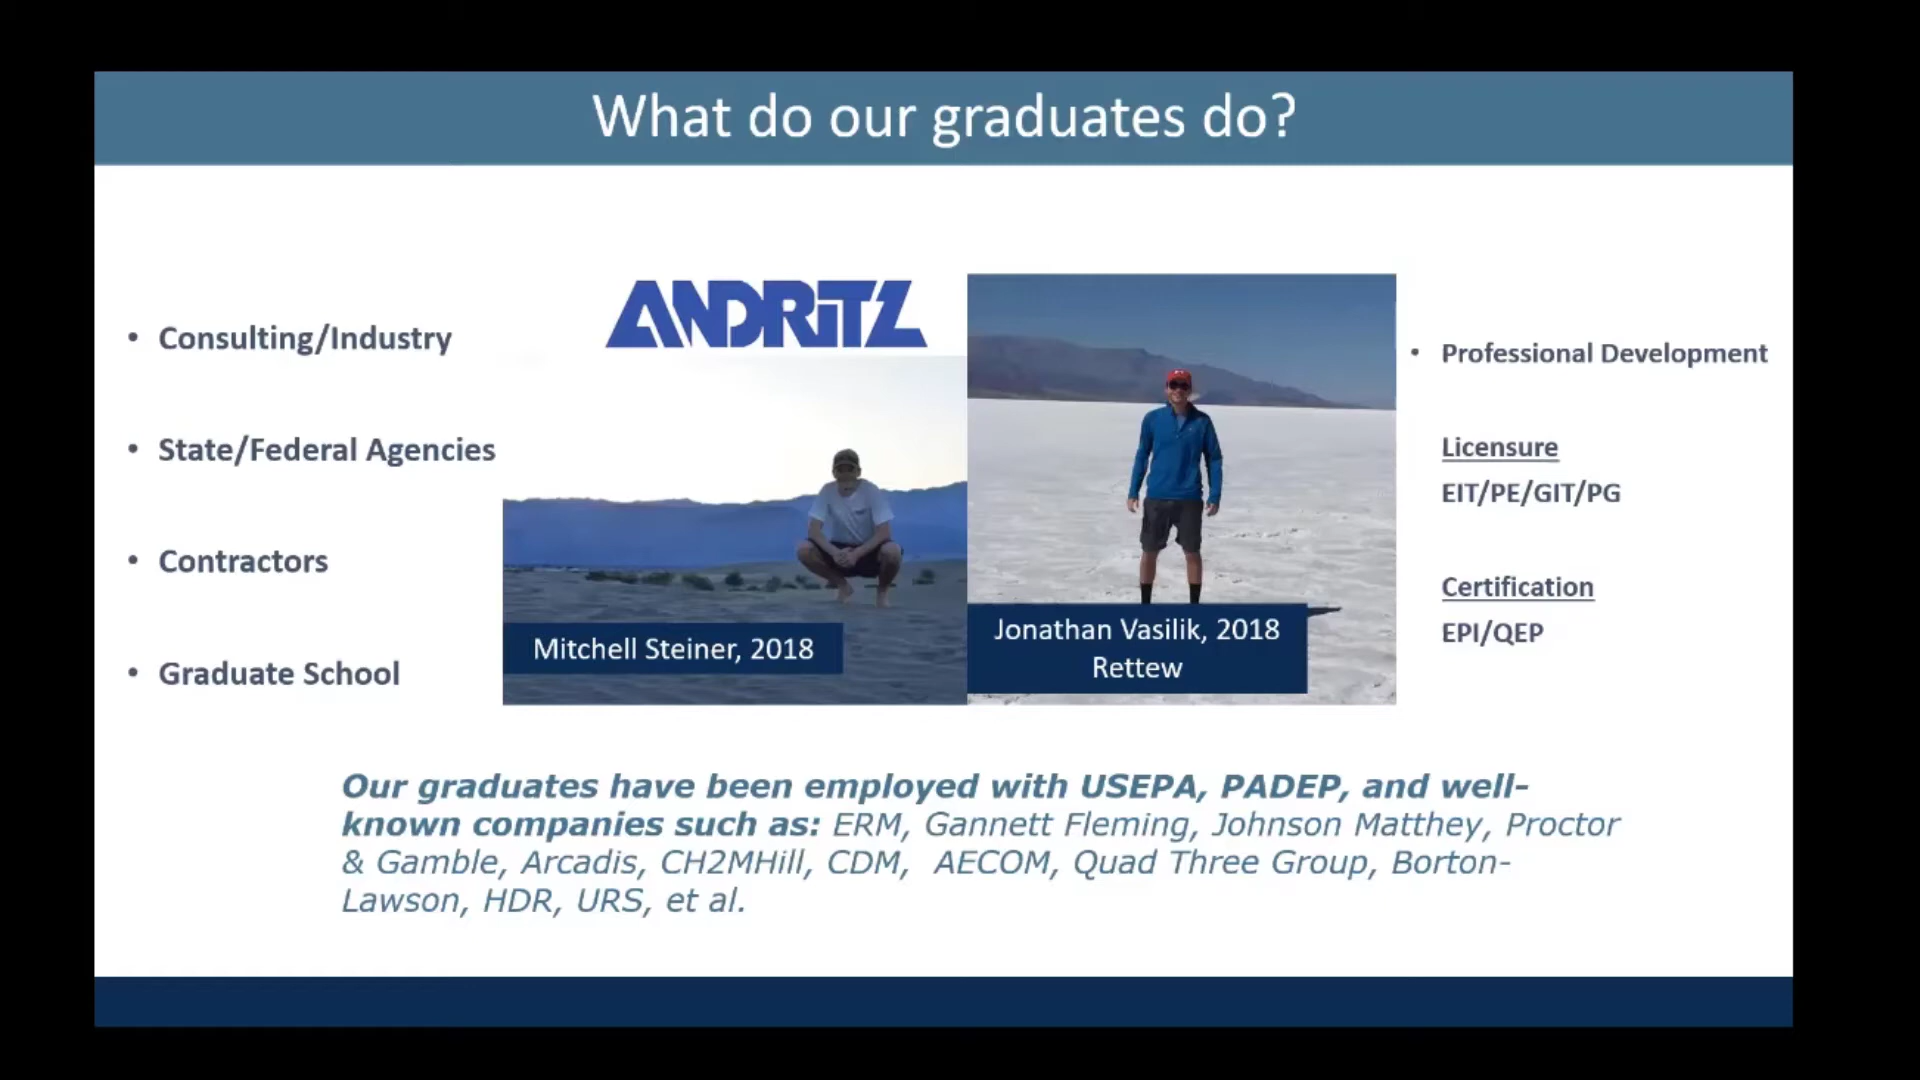 What do our graduates do?
• Consulting/Industry
• State/Federal Agencies
• Contractors
• Graduate School
ANDRITZ
Mitchell Steiner, 2018
Jonathan Vasilik, 2018
Rettew
• Professional Development
Licensure
EIT/PE/GIT/PG
Certification
EPI/QEP
Our graduates have been employed with USEPA, PADEP, and well-
known companies such as: ERM, Gannett Fleming, Johnson Matthey, Proctor
& Gamble, Arcadis, CH2MHill, CDM,  AECOM, Quad Three Group, Borton-
Lawson, HDR, URS, et al.